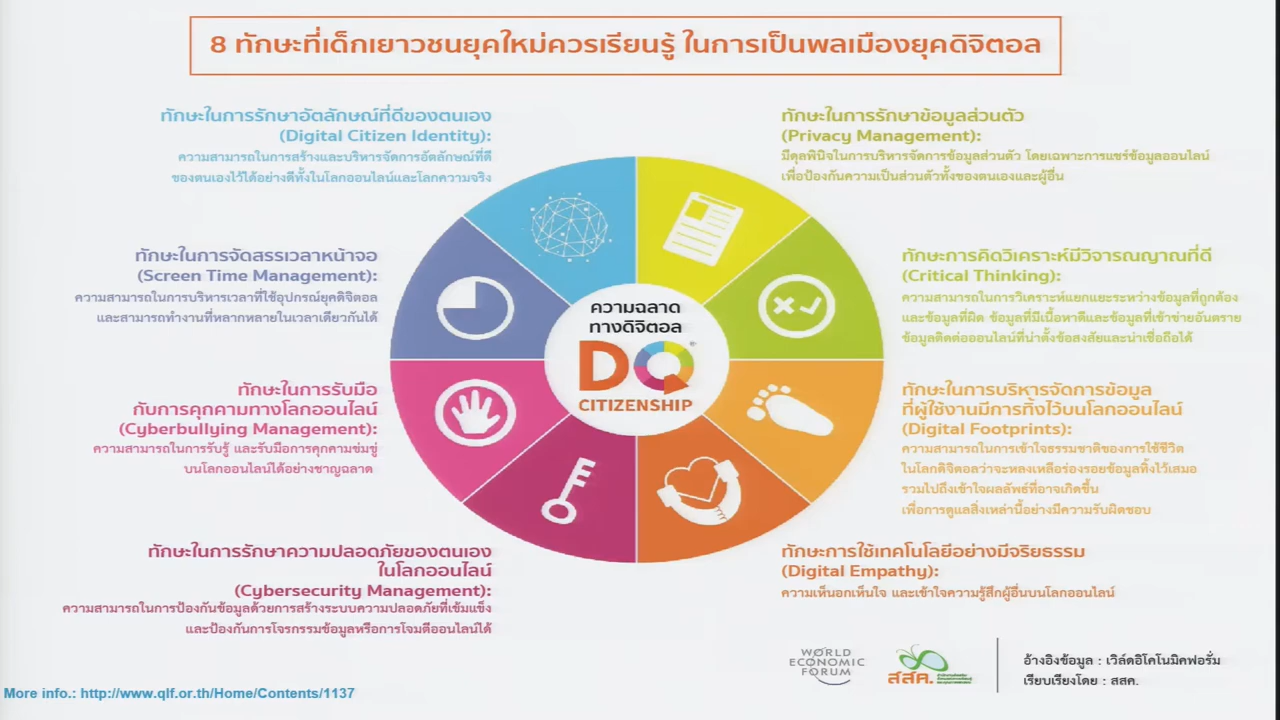 8 ทักษะที่เด็กเยาวชนยุคใหม่ควรเรียนรู้ ในการเป็นพลเมืองยุคดิจิตอล
ทักษะในการรักษาอัตลักษณ์ที่ดีของตนเอง
(Digital Citizen Identity):
ความสามารถในการสร้างและบริหารจัดการอัตลักษณ์ที่ดี
ของตนเองไว้ได้อย่างดีทั้งในโลกออนไลน์และโลกความจริง
ทักษะในการรักษาข้อมูลส่วนตัว
(Privacy Management):
มีดุลพินิจในการบริหารจัดการข้อมูลส่วนตัว โดยเฉพาะการแชร์ข้อมูลออนไลน์
เพื่อป้องกันความเป็นส่วนตัวทั้งของตนเองและผู้อื่น
ทักษะในการจัดสรรเวลาหน้าจอ
(Screen Time Management):
ความสามารถในการบริหารเวลาที่ใช้อุปกรณ์ยุคดิจิตอล
และสามารถทำงานที่หลากหลายในเวลาเดียวกันได้
ทักษะการคิดวิเคราะห์มีวิจารณญาณที่ดี
(Critical Thinking):
ความสามารถในการวิเคราะห์แยกแยะระหว่างข้อมูลที่ถูกต้อง
และข้อมูลที่ผิด ข้อมูลที่มีเนื้อหาดีและข้อมูลที่เข้าข่ายอันตราย
ข้อมูลติดต่อออนไลน์ที่น่าตั้งข้อสงสัยและน่าเชื่อถือได้
ความฉลาด
ทางดิจิตอล
DQ
CITIZENSHIP
ทักษะในการรับมือ
กับการคุกคามทางโลกออนไลน์
(Cyberbullying Management):
ความสามารถในการรับรู้ และรับมือการคุกคามข่มขู่
บนโลกออนไลน์ได้อย่างชาญฉลาด
ทักษะในการบริหารจัดการข้อมูล
ที่ผู้ใช้งานมีการทิ้งไว้บนโลกออนไลน์
(Digital Footprints):
ความสามารถในการเข้าใจธรรมชาติของการใช้ชีวิต
ในโลกดิจิตอลว่าจะหลงเหลือร่องรอยข้อมูลทิ้งไว้เสมอ
รวมไปถึงเข้าใจผลลัพธ์ที่อาจเกิดขึ้น
เพื่อการดูแลสิ่งเหล่านี้อย่างมีความรับผิดชอบ
ทักษะในการรักษาความปลอดภัยของตนเอง
ในโลกออนไลน์
(Cybersecurity Management):
ความสามารถในการป้องกันข้อมูลด้วยการสร้างระบบความปลอดภัยที่เข้มแข็ง
และป้องกันการโจรกรรมข้อมูลหรือการโจมตีออนไลน์ได้
ทักษะการใช้เทคโนโลยีอย่างมีจริยธรรม
(Digital Empathy):
ความเห็นอกเห็นใจ และเข้าใจความรู้สึกผู้อื่นบนโลกออนไลน์
WORLD
ECONOMIC
FORUM
สสค.
อ้างอิงข้อมูล : เวิล์ดอิโคโนมิคฟอรั่ม
เรียบเรียงโดย : สสค.
More info.: http://www.qlf.or.th/Home/Contents/1137